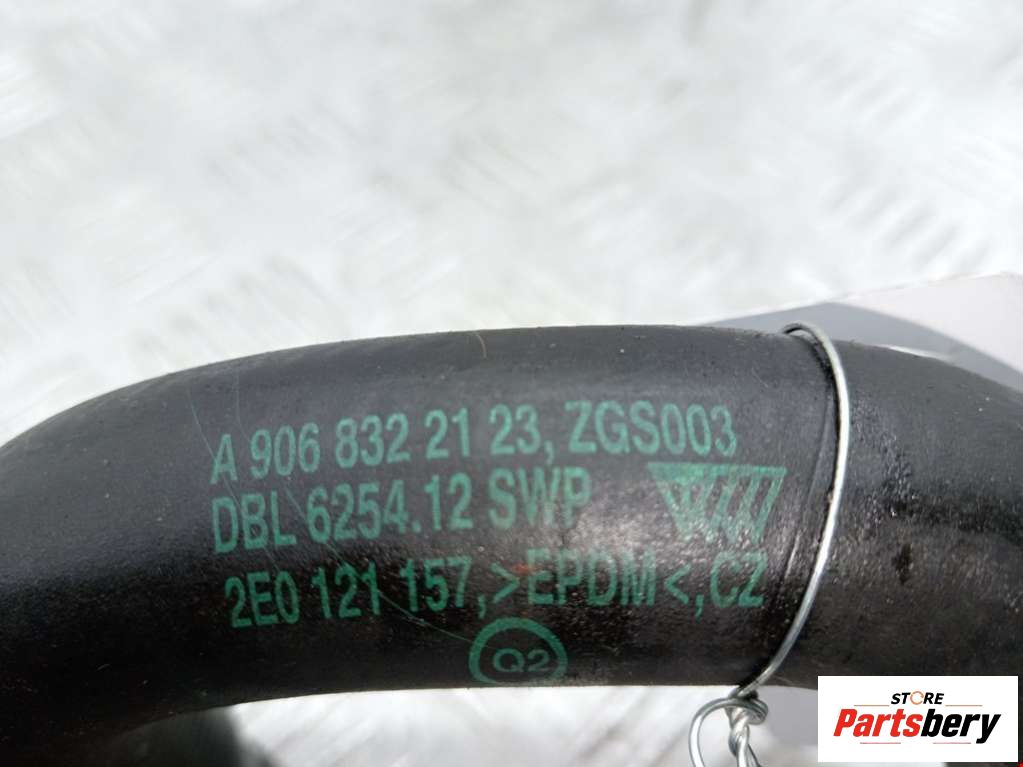 A 906 832 21 23, ZGS003
DBL 6254.12 SWP
2E0 121 157, >EPDM<, CZ
Q2
STORE
Partsbery